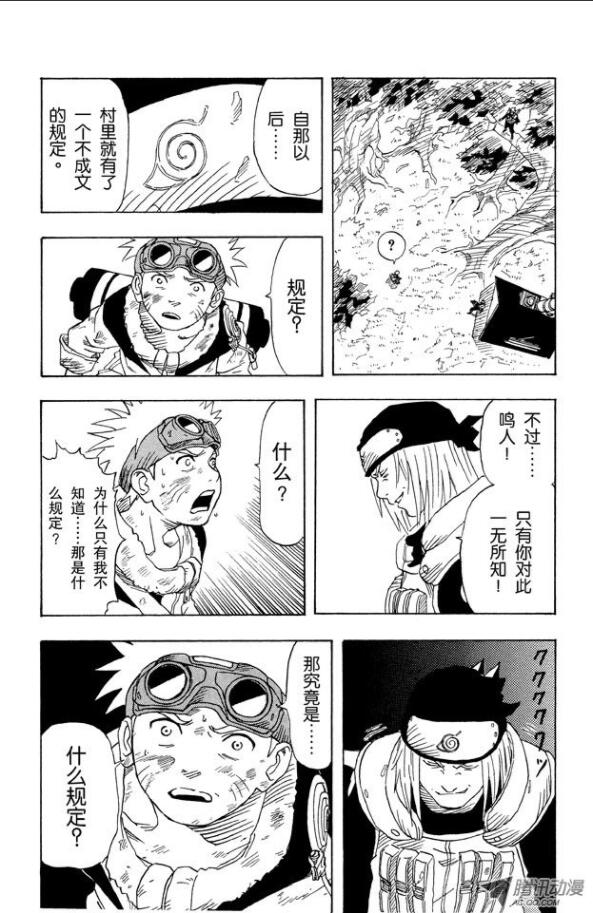 ？
自那以
后……
村里就有了
一个不成文
的规定。
规定？
不过……
鸣人！
只有你对此
一无所知！
什么？
为什么只有我不
知道……那是什
么规定？
ククククク
那究竟是……
什么规定？
腾讯动漫
AC.QQ.COM